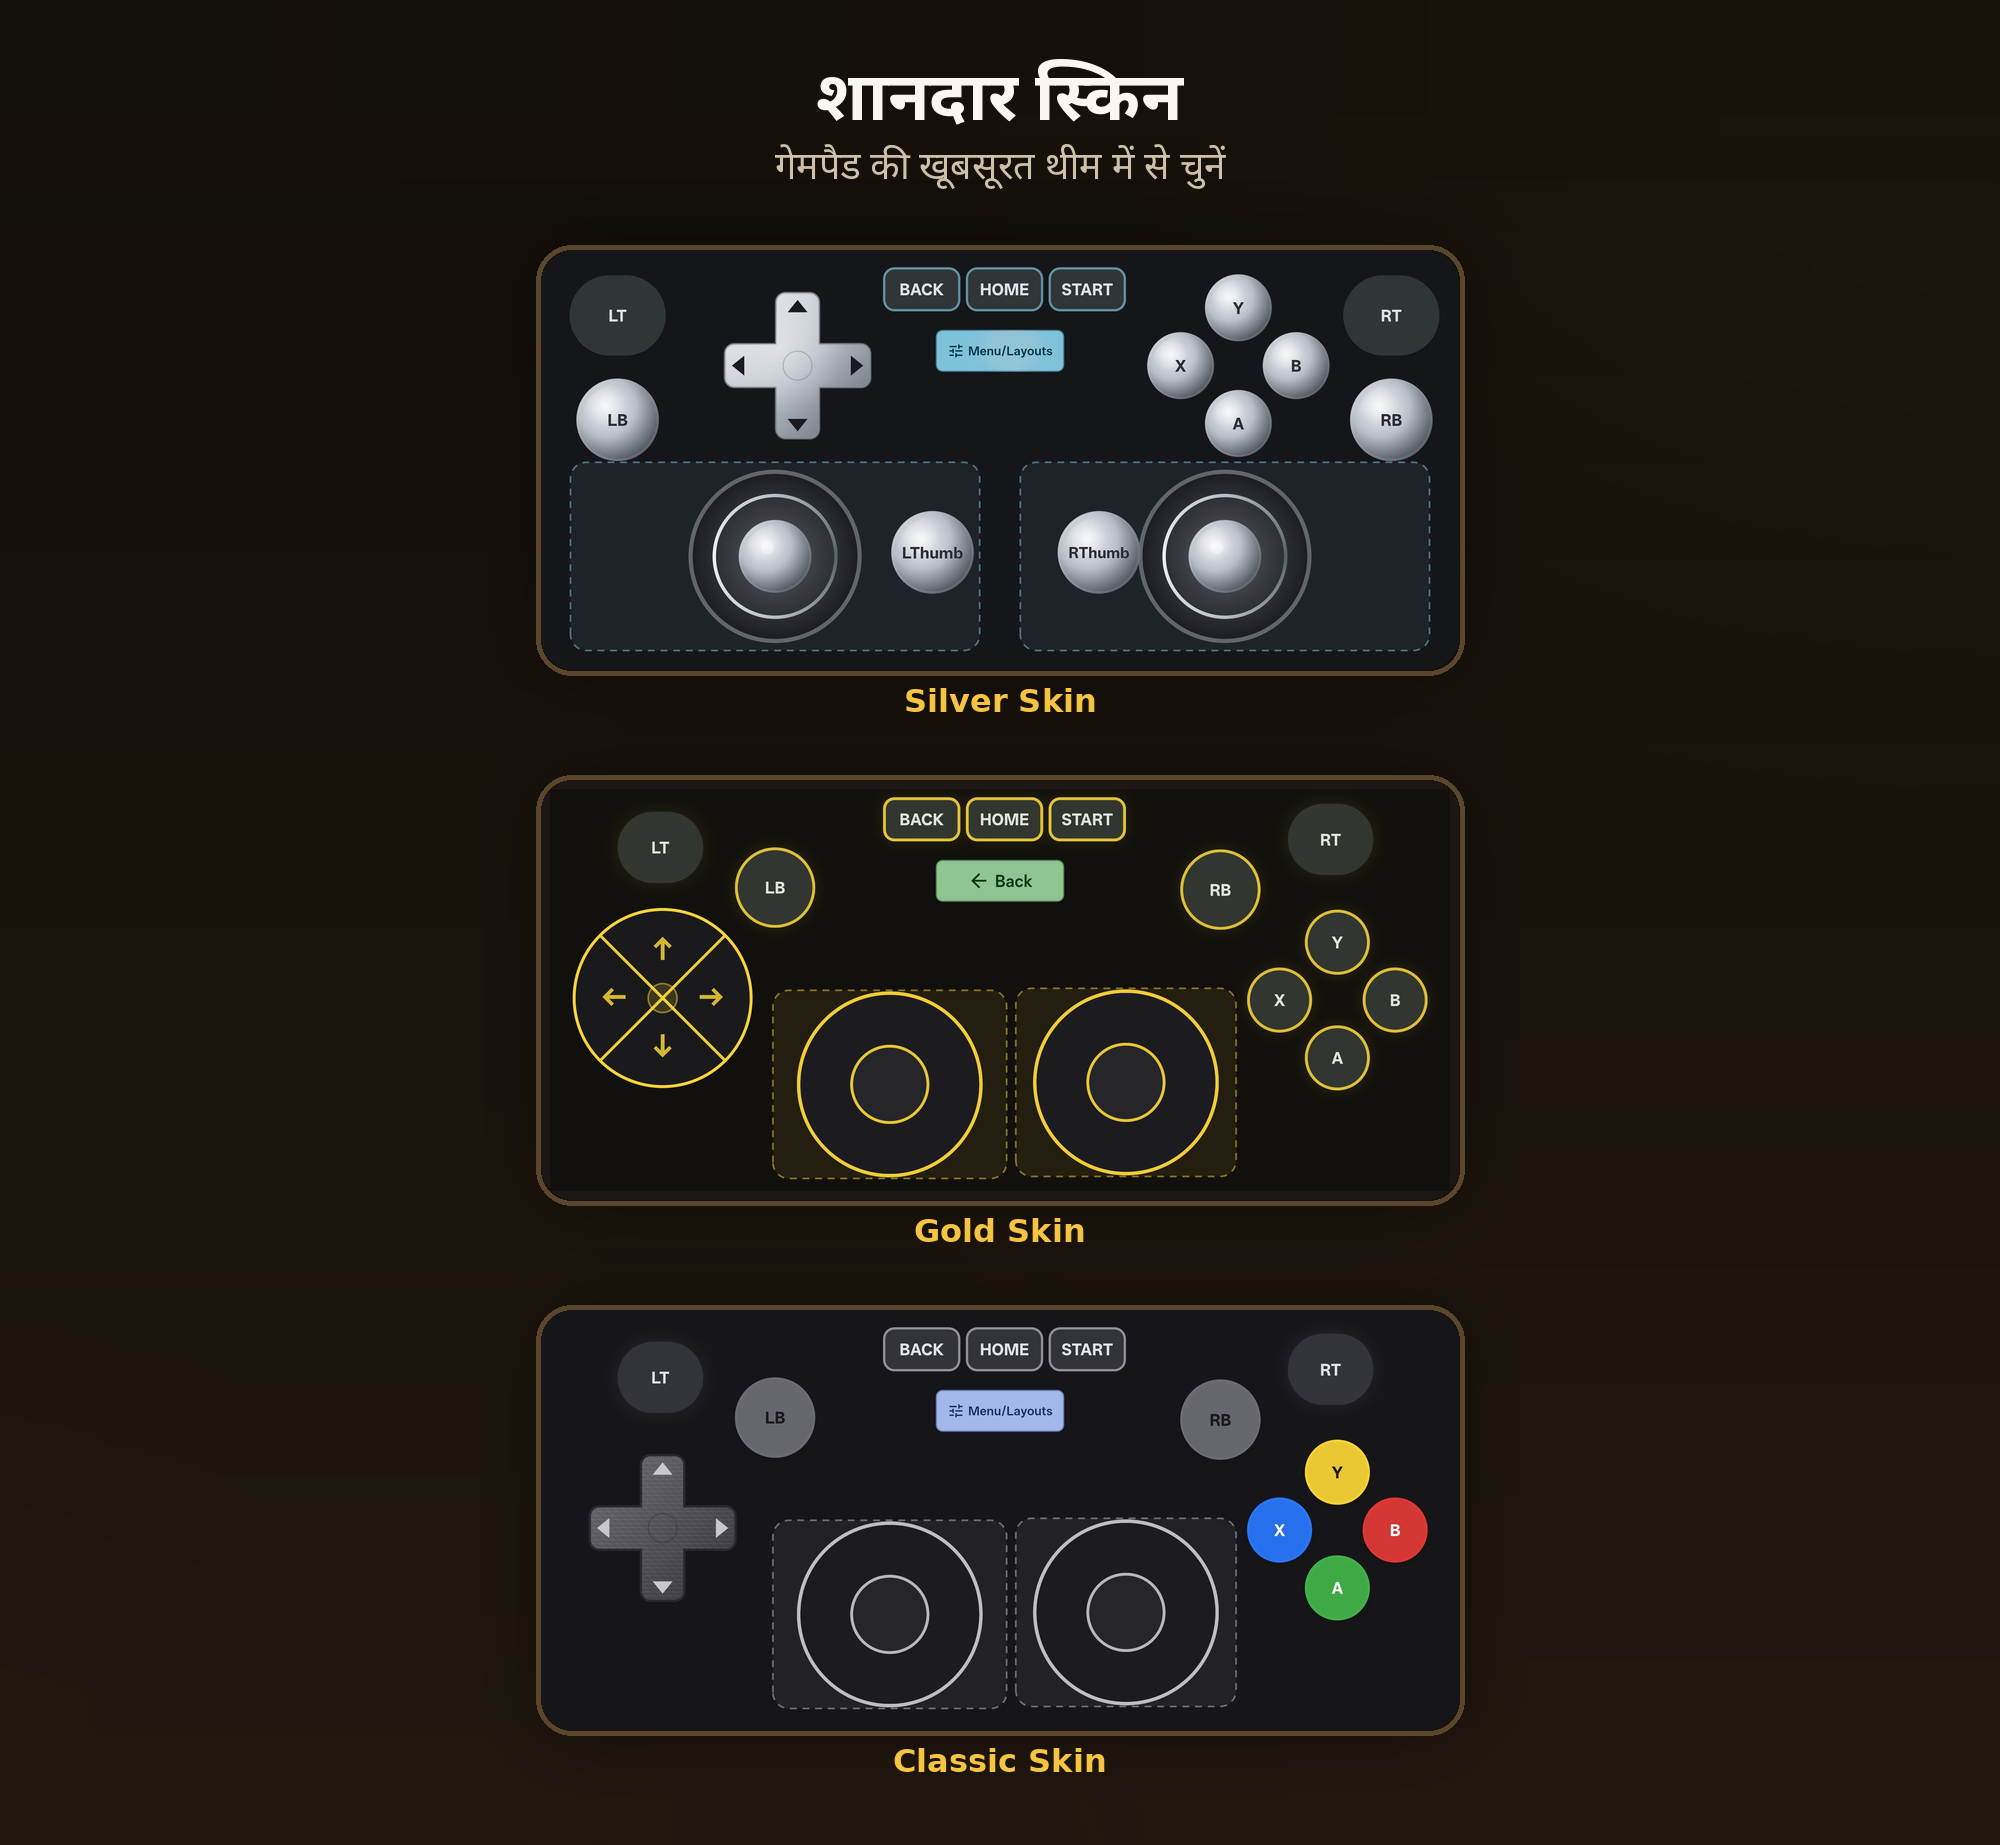 शानदार स्किन
गेमपैड की खूबसूरत थीम में से चुनें
LT
BACK HOME START
Y
RT
Menu/Layouts
X
B
LB
A
RB
LThumb
RThumb
Silver Skin
LT
BACK HOME START
RT
LB
Back
RB
Y
X
B
A
Gold Skin
LT
BACK HOME START
RT
LB
Menu/Layouts
RB
Y
X
B
A
Classic Skin